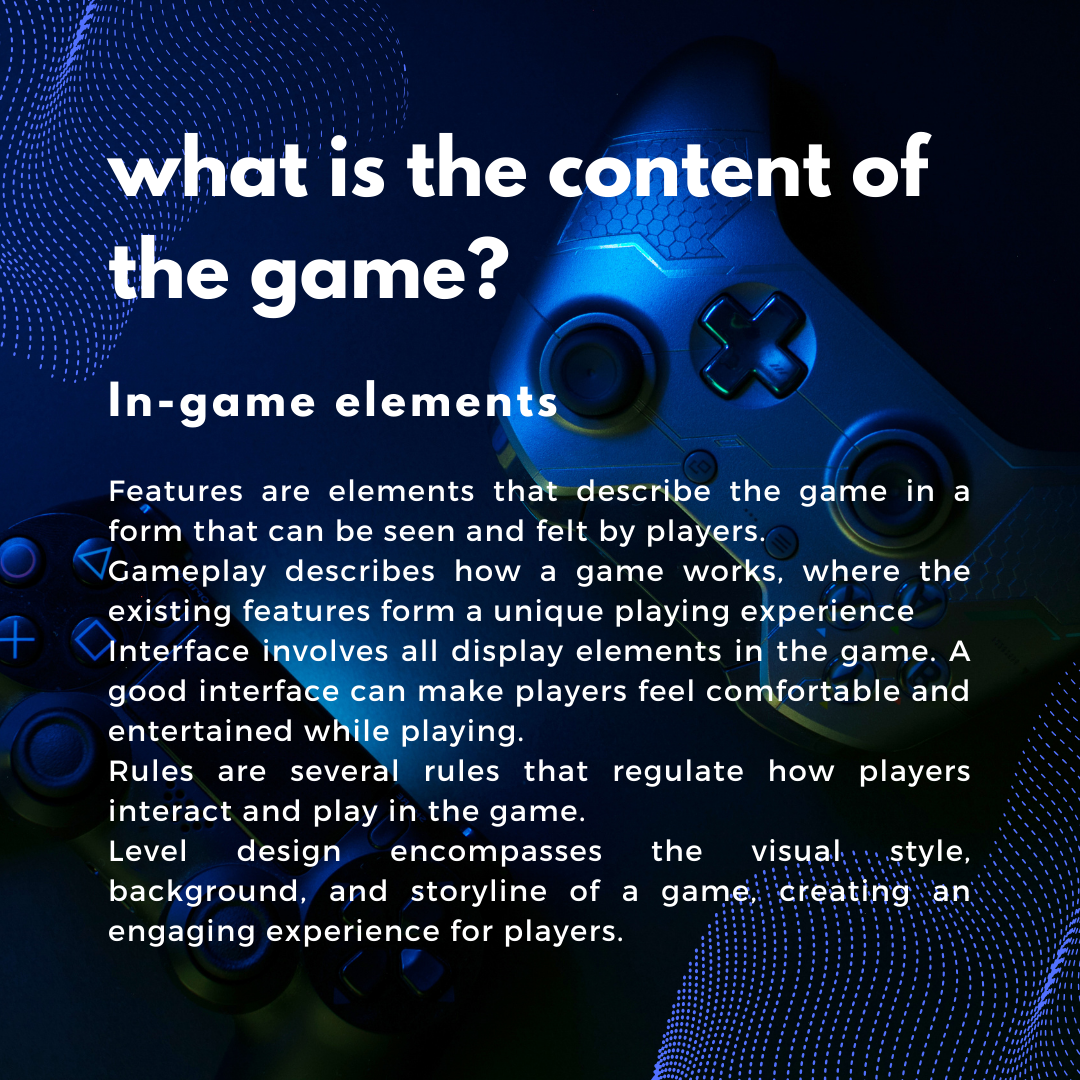 what is the content of
the game?
In-game elements
Features are elements that describe the game in a
form that can be seen and felt by players.
Gameplay describes how a game works, where the
existing features form a unique playing experience
Interface involves all display elements in the game. A
good interface can make players feel comfortable and
entertained while playing.
Rules are several rules that regulate how players
interact and play in the game.
Level design encompasses the visual style,
background, and storyline of a game, creating an
engaging experience for players.